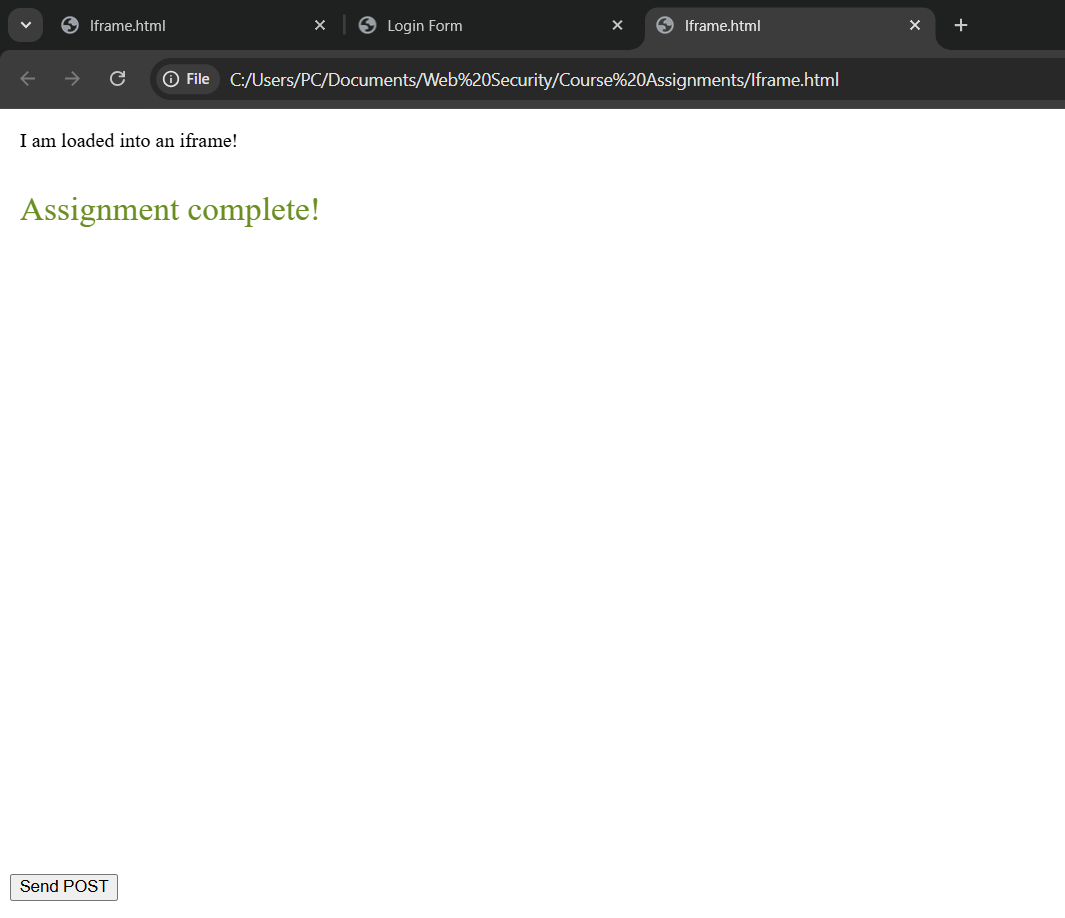 Iframe.html
Login Form
Iframe.html
File
C:/Users/PC/Documents/Web%20Security/Course%20Assignments/Iframe.html
I am loaded into an iframe!
Assignment complete!
Send POST